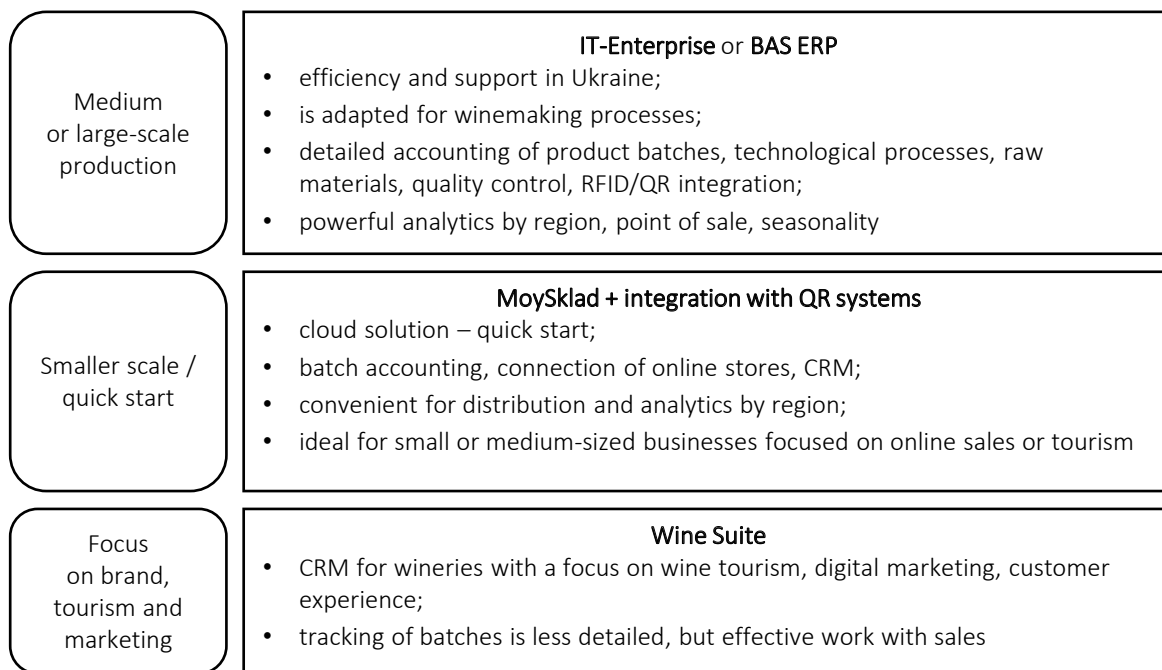 Medium
or large-scale
production
IT-Enterprise or BAS ERP
• efficiency and support in Ukraine;
• is adapted for winemaking processes;
• detailed accounting of product batches, technological processes, raw
materials, quality control, RFID/QR integration;
• powerful analytics by region, point of sale, seasonality
Smaller scale /
quick start
MoySklad + integration with QR systems
• cloud solution – quick start;
• batch accounting, connection of online stores, CRM;
• convenient for distribution and analytics by region;
• ideal for small or medium-sized businesses focused on online sales or tourism
Focus
on brand,
tourism and
marketing
Wine Suite
• CRM for wineries with a focus on wine tourism, digital marketing, customer
experience;
• tracking of batches is less detailed, but effective work with sales